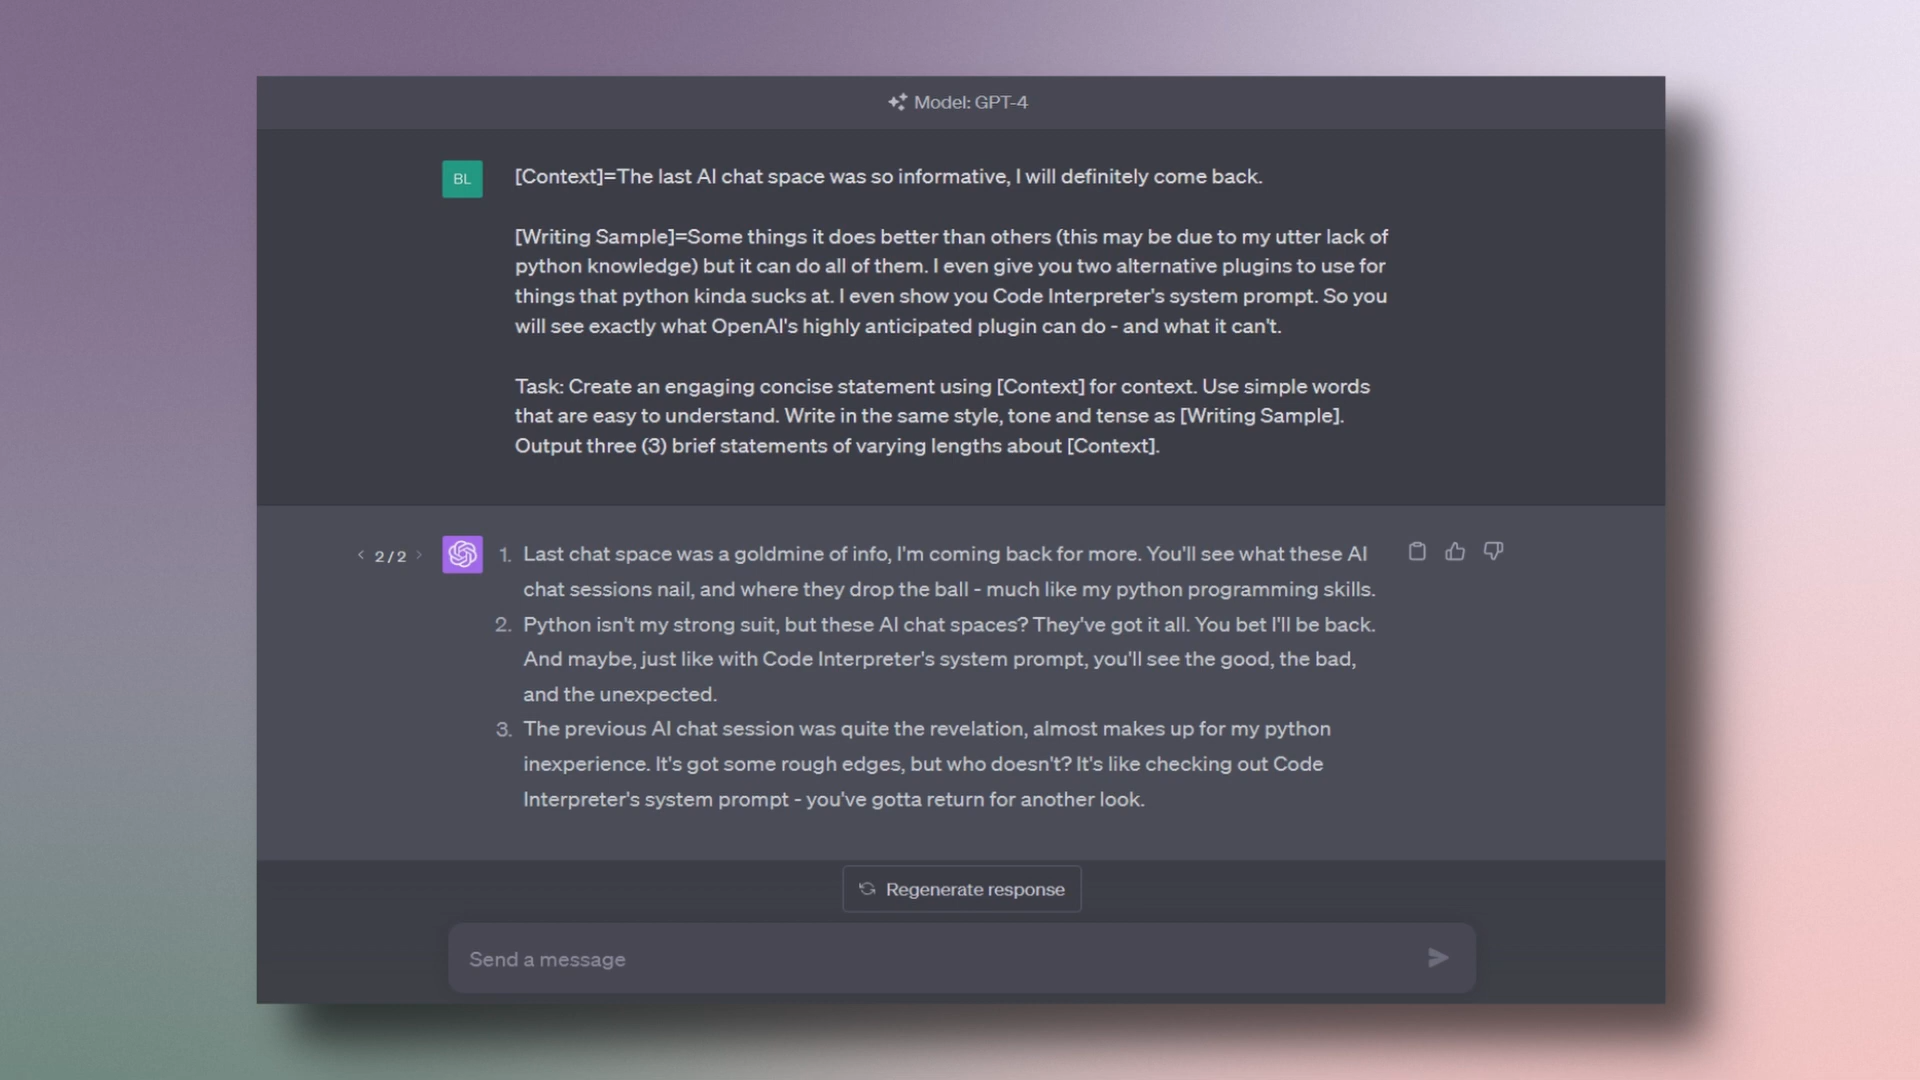 Model: GPT-4
BL
[Context]=The last AI chat space was so informative, I will definitely come back.
[Writing Sample]=Some things it does better than others (this may be due to my utter lack of
python knowledge) but it can do all of them. I even give you two alternative plugins to use for
things that python kinda sucks at. I even show you Code Interpreter's system prompt. So you
will see exactly what OpenAI's highly anticipated plugin can do - and what it can't.
Task: Create an engaging concise statement using [Context] for context. Use simple words
that are easy to understand. Write in the same style, tone and tense as [Writing Sample].
Output three (3) brief statements of varying lengths about [Context].
< 2 / 2 >
1. Last chat space was a goldmine of info, I'm coming back for more. You'll see what these AI
chat sessions nail, and where they drop the ball - much like my python programming skills.
2. Python isn't my strong suit, but these AI chat spaces? They've got it all. You bet I'll be back.
And maybe, just like with Code Interpreter's system prompt, you'll see the good, the bad,
and the unexpected.
3. The previous AI chat session was quite the revelation, almost makes up for my python
inexperience. It's got some rough edges, but who doesn't? It's like checking out Code
Interpreter's system prompt - you've gotta return for another look.
Regenerate response
Send a message